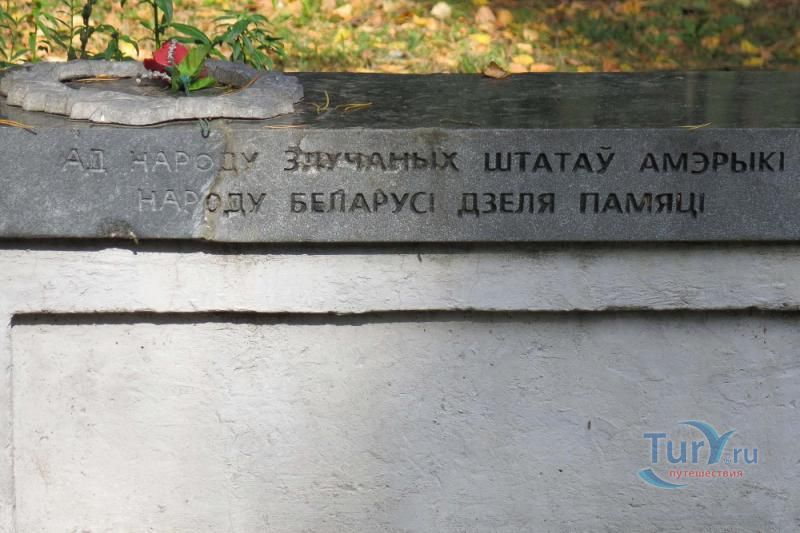 АД НАРОДУ ЗЛУЧАНЫХ ШТАТАЎ АМЭРЫКІ
НАРОДУ БЕЛАРУСІ ДЗЕЛЯ ПАМЯЦІ
TurY.ru
путешествия